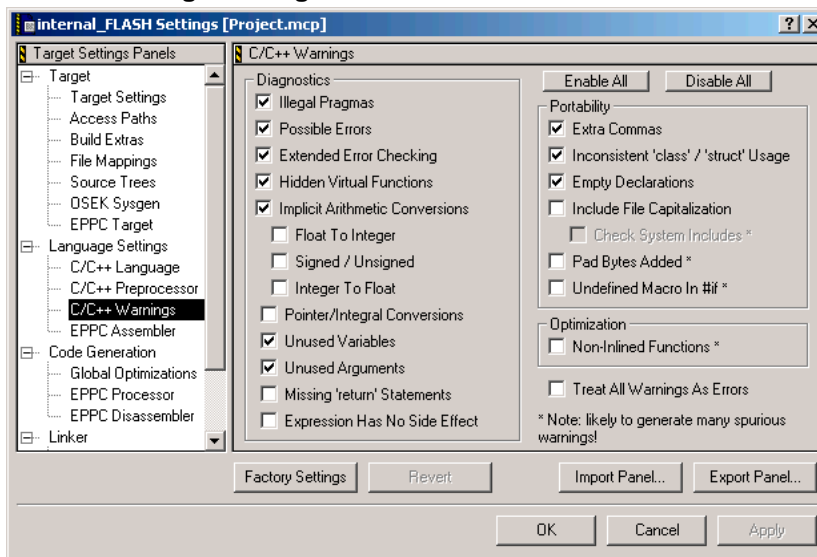 internal_FLASH Settings [Project.mcp]
Target Settings Panels
Target
Target Settings
Access Paths
Build Extras
File Mappings
Source Trees
OSEK Sysgen
EPPC Target
Language Settings
C/C++ Language
C/C++ Preprocessor
C/C++ Warnings
EPPC Assembler
Code Generation
Global Optimizations
EPPC Processor
EPPC Disassembler
Linker
C/C++ Warnings
Diagnostics
Illegal Pragmas
Possible Errors
Extended Error Checking
Hidden Virtual Functions
Implicit Arithmetic Conversions
Float To Integer
Signed / Unsigned
Integer To Float
Pointer/Integral Conversions
Unused Variables
Unused Arguments
Missing 'return' Statements
Expression Has No Side Effect
Enable All
Disable All
Portability
Extra Commas
Inconsistent 'class' / 'struct' Usage
Empty Declarations
Include File Capitalization
Check System Includes *
Pad Bytes Added *
Undefined Macro In #if *
Optimization
Non-Inlined Functions *
Treat All Warnings As Errors
* Note: likely to generate many spurious
warnings!
Factory Settings
Revert
Import Panel...
Export Panel...
OK
Cancel
Apply